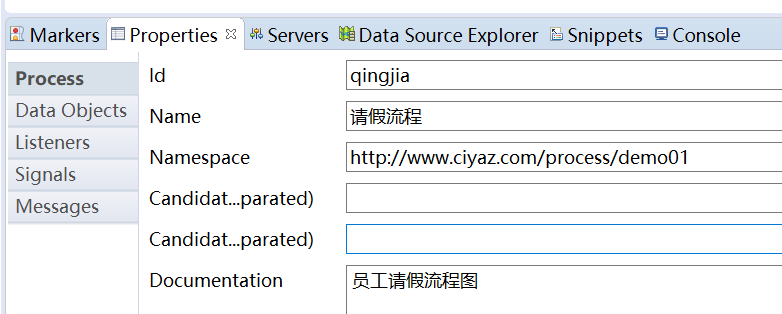 Markers Properties Servers Data Source Explorer Snippets Console
Process
Data Objects
Listeners
Signals
Messages
Id qingjia
Name 请假流程
Namespace http://www.ciyaz.com/process/demo01
Candidat...parated)
Candidat...parated)
Documentation 员工请假流程图